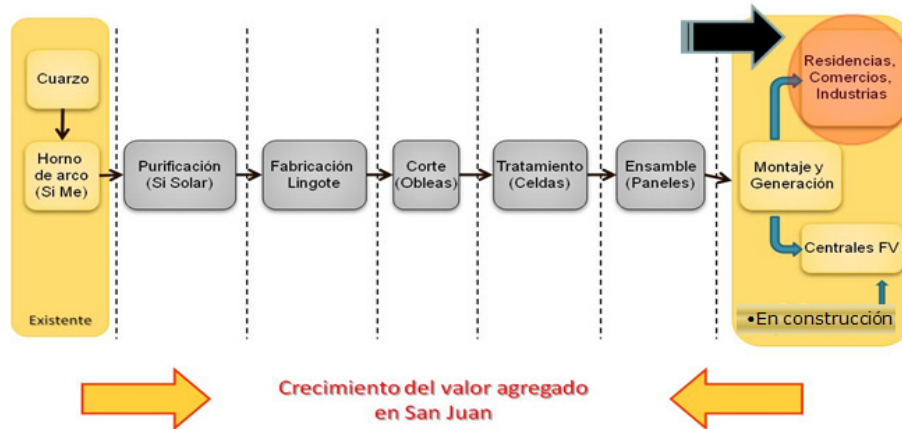 Cuarzo
Horno
de arco
(Si Me)
Existente
Purificación
(Si Solar)
Fabricación
Lingote
Corte
(Obleas)
Tratamiento
(Celdas)
Ensamble
(Paneles)
Residencias,
Comercios,
Industrias
Montaje y
Generación
Centrales FV
•En construcción
Crecimiento del valor agregado
en San Juan